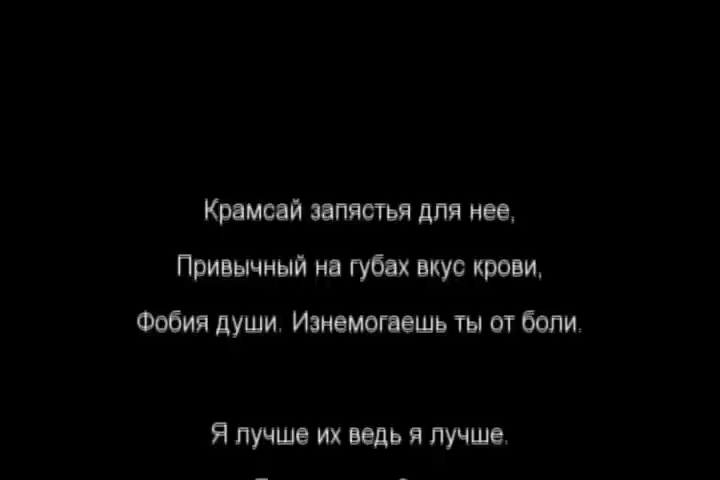 Крамсай запястья для нее,
Привычный на губах вкус крови,
Фобия души. Изнемогаешь ты от боли.
Я лучше их ведь я лучше.